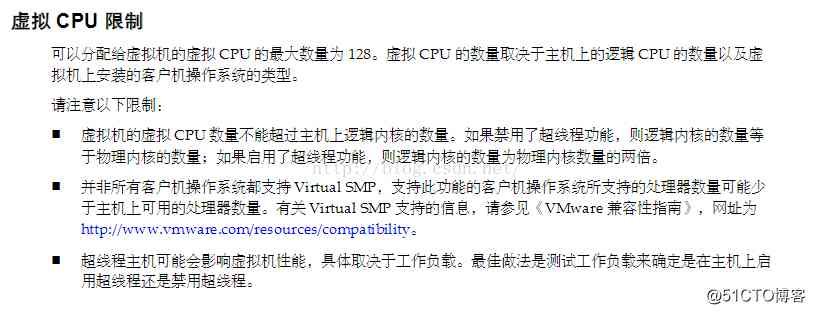 虚拟 CPU 限制
可以分配给虚拟机的虚拟 CPU 的最大数量为 128。虚拟 CPU 的数量取决于主机上的逻辑 CPU 的数量以及虚
拟机上安装的客户机操作系统的类型。
请注意以下限制：
■ 虚拟机的虚拟 CPU 数量不能超过主机上逻辑内核的数量。如果禁用了超线程功能，则逻辑内核的数量等
于物理内核的数量；如果启用了超线程功能，则逻辑内核的数量为物理内核数量的两倍。
http://blog.csdn.net/
■ 并非所有客户机操作系统都支持 Virtual SMP，支持此功能的客户机操作系统所支持的处理器数量可能少
于主机上可用的处理器数量。有关 Virtual SMP 支持的信息，请参见《VMware 兼容性指南》，网址为
http://www.vmware.com/resources/compatibility。
■ 超线程主机可能会影响虚拟机性能，具体取决于工作负载。最佳做法是测试工作负载来确定是在主机上启
用超线程还是禁用超线程。
@51CTO博客